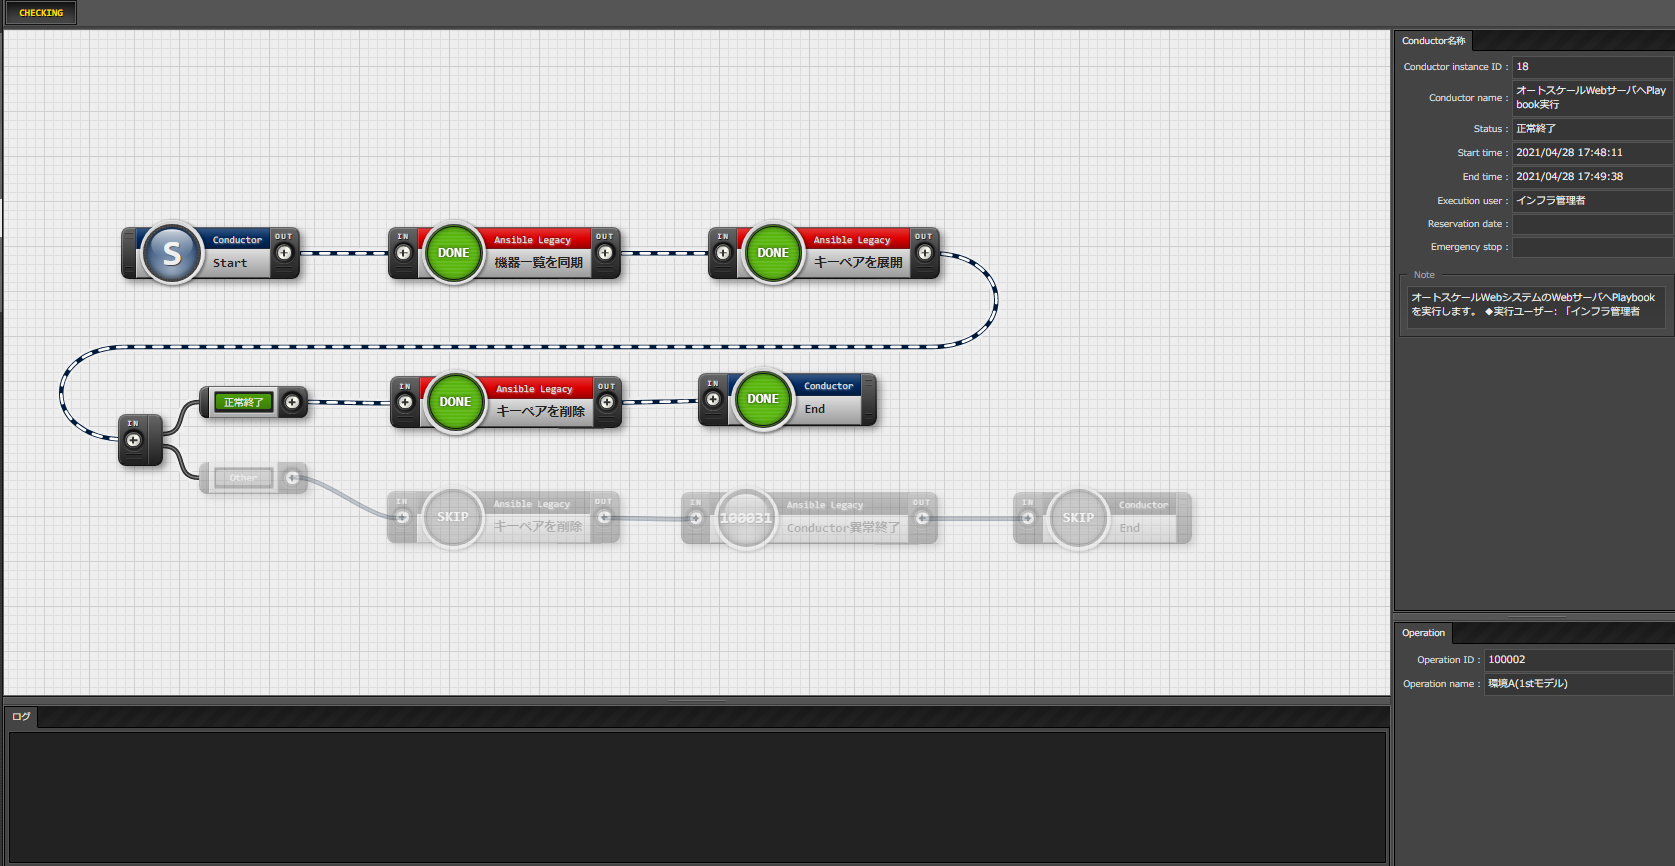 CHECKING
OUT
Conductor
S
Start
IN
OUT
Ansible Legacy
DONE
機器一覧を同期
IN
OUT
Ansible Legacy
DONE
キーペアを展開
IN
正常終了
Other
IN
OUT
Ansible Legacy
DONE
キーペアを削除
IN
Conductor
DONE
End
IN
OUT
Ansible Legacy
SKIP
キーペアを削除
IN
OUT
Ansible Legacy
100031
Conductor異常終了
IN
Conductor
SKIP
End
ログ
Conductor名称
Conductor instance ID : 18
Conductor name : オートスケールWebサーバへPlay
book実行
Status : 正常終了
Start time : 2021/04/28 17:48:11
End time : 2021/04/28 17:49:38
Execution user : インフラ管理者
Reservation date :
Emergency stop :
Note
オートスケールWebシステムのWebサーバへPlaybook
を実行します。 ◆実行ユーザー: 「インフラ管理者
Operation
Operation ID : 100002
Operation name : 環境A(1stモデル)